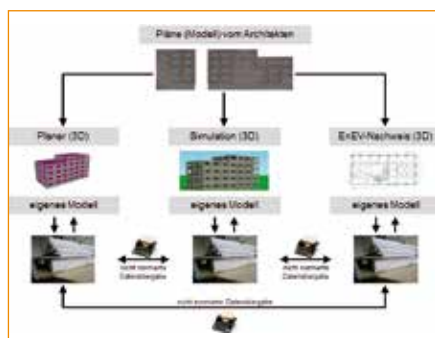 Pläne (Modell) vom Architekten
Planer (3D)
Simulation (3D)
EnEV-Nachweis (3D)
eigenes Modell
eigenes Modell
eigenes Modell
nicht normierte
Datenübergabe
nicht normierte
Datenübergabe
nicht normierte Datenübergabe